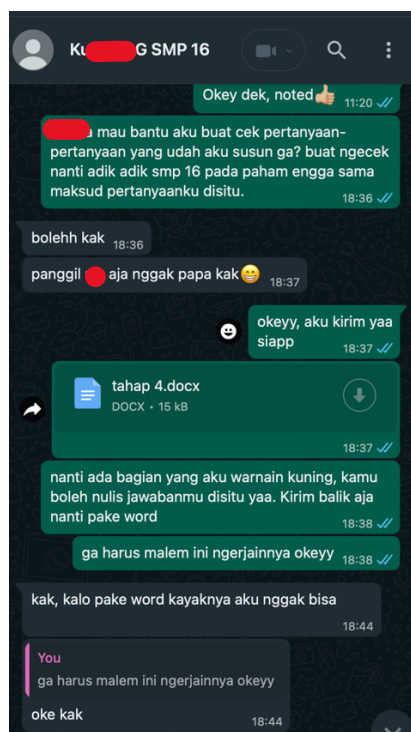 Ku G SMP 16
Okey dek, noted👍🏼
11:20
a mau bantu aku buat cek pertanyaan-
pertanyaan yang udah aku susun ga? buat ngecek
nanti adik adik smp 16 pada paham engga sama
maksud pertanyaanku disitu.
18:36
bolehh kak
18:36
panggil aja nggak papa kak😁
18:37
okeyy, aku kirim yaa
siapp
18:37
tahap 4.docx
DOCX • 15 kB
18:37
nanti ada bagian yang aku warnain kuning, kamu
boleh nulis jawabanmu disitu yaa. Kirim balik aja
nanti pake word
18:38
ga harus malem ini ngerjainnya okeyy
18:38
kak, kalo pake word kayaknya aku nggak bisa
18:44
You
ga harus malem ini ngerjainnya okeyy
oke kak
18:44